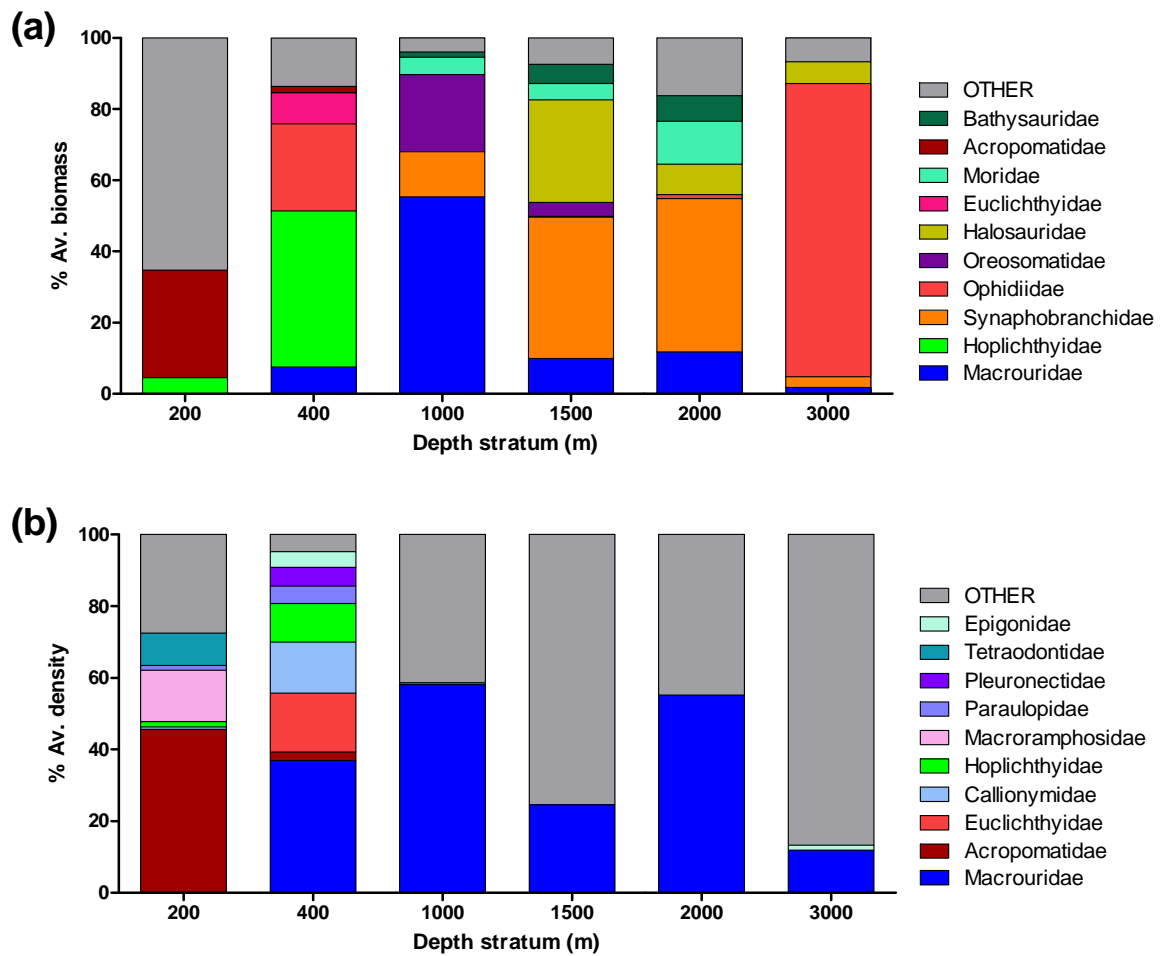 (a)
% Av. biomass
100
80
60
40
20
0
200 400 1000 1500 2000 3000
Depth stratum (m)
OTHER
Bathysauridae
Acropomatidae
Moridae
Euclichthyidae
Halosauridae
Oreosomatidae
Ophidiidae
Synaphobranchidae
Hoplichthyidae
Macrouridae
(b)
% Av. density
100
80
60
40
20
0
200 400 1000 1500 2000 3000
Depth stratum (m)
OTHER
Epigonidae
Tetraodontidae
Pleuronectidae
Paraulopidae
Macroramphosidae
Hoplichthyidae
Callionymidae
Euclichthyidae
Acropomatidae
Macrouridae